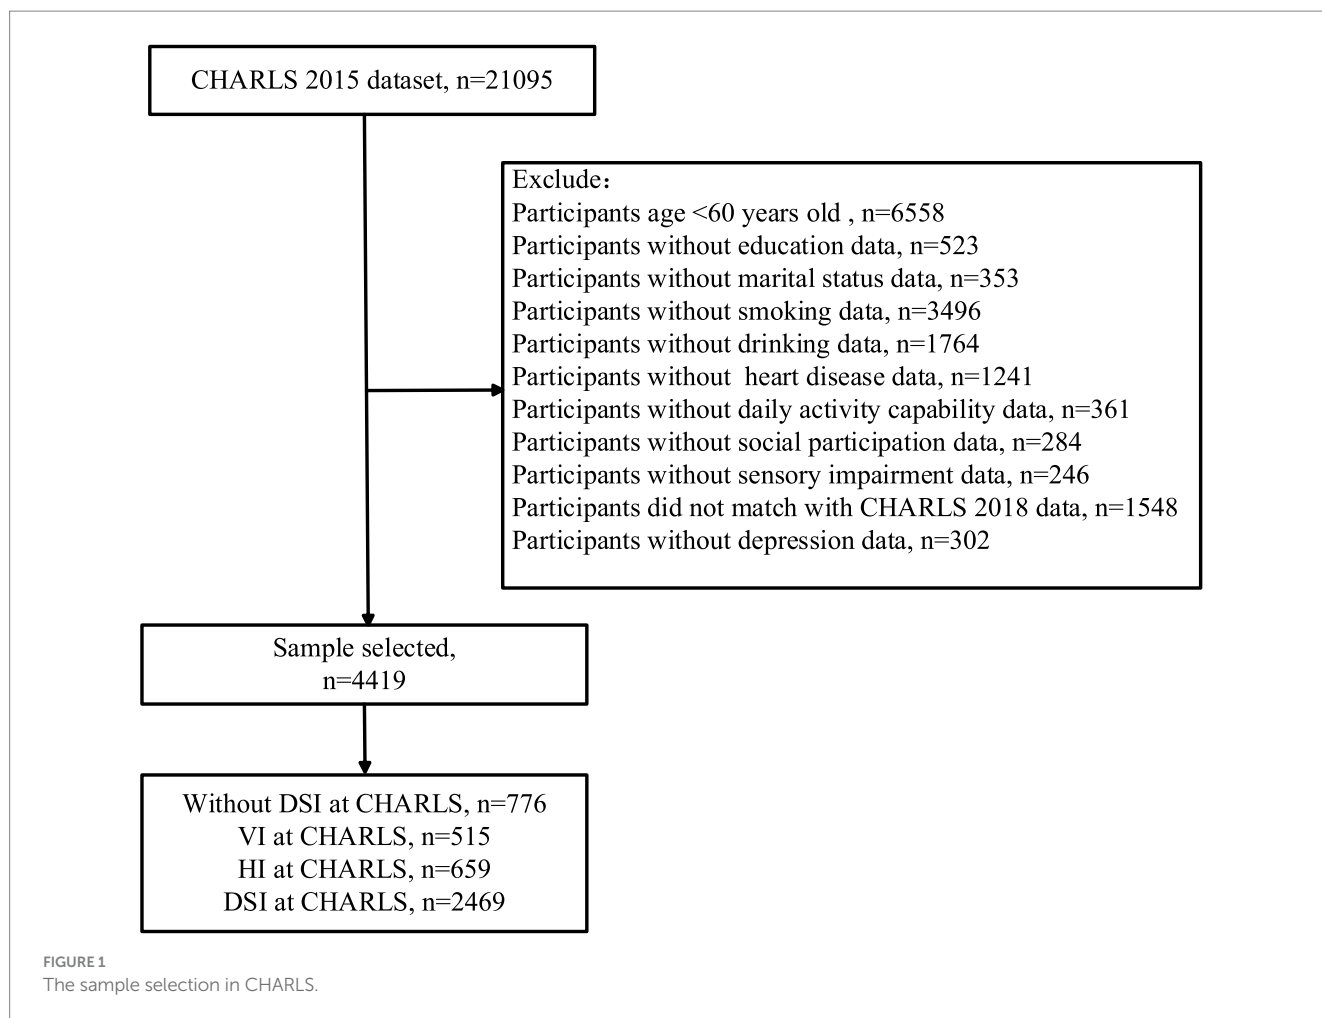 CHARLS 2015 dataset, n=21095
Exclude：
Participants age <60 years old , n=6558
Participants without education data, n=523
Participants without marital status data, n=353
Participants without smoking data, n=3496
Participants without drinking data, n=1764
Participants without  heart disease data, n=1241
Participants without daily activity capability data, n=361
Participants without social participation data, n=284
Participants without sensory impairment data, n=246
Participants did not match with CHARLS 2018 data, n=1548
Participants without depression data, n=302
Sample selected,
n=4419
Without DSI at CHARLS, n=776
VI at CHARLS, n=515
HI at CHARLS, n=659
DSI at CHARLS, n=2469
FIGURE 1
The sample selection in CHARLS.